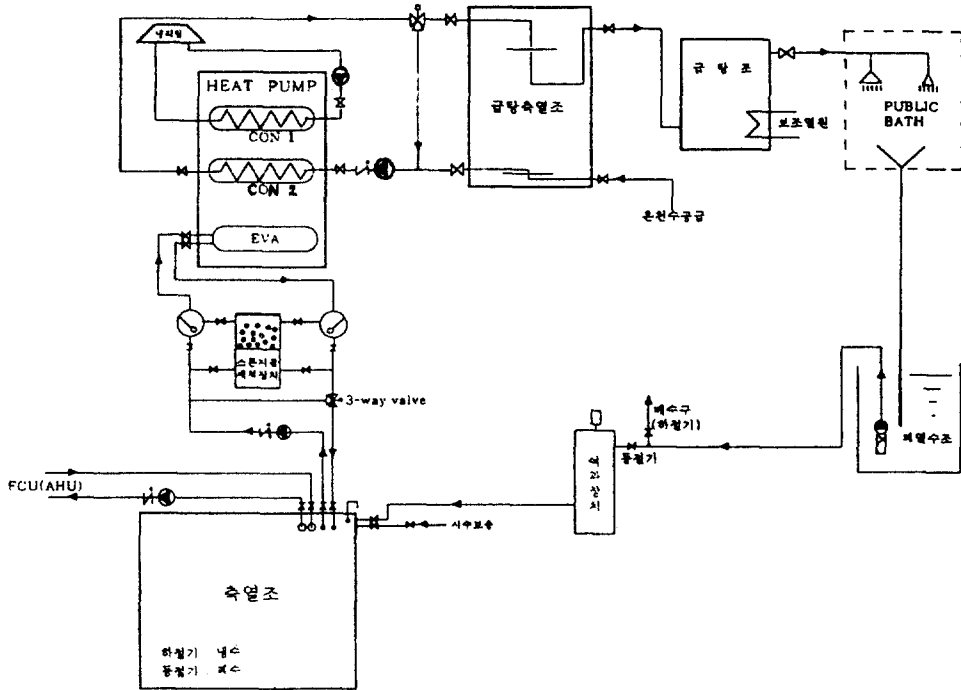 냉각탑
HEAT PUMP
CON 1
CON 2
EVA
급탕축열조
온천수공급
급 탕 조
보조열원
PUBLIC
BATH
스폰지볼
세척장치
3-way valve
FCU(AHU)
배수구
(하절기)
동절기
여과장치
폐열수조
시수보충
축열조
하절기 냉수
동절기 폐수